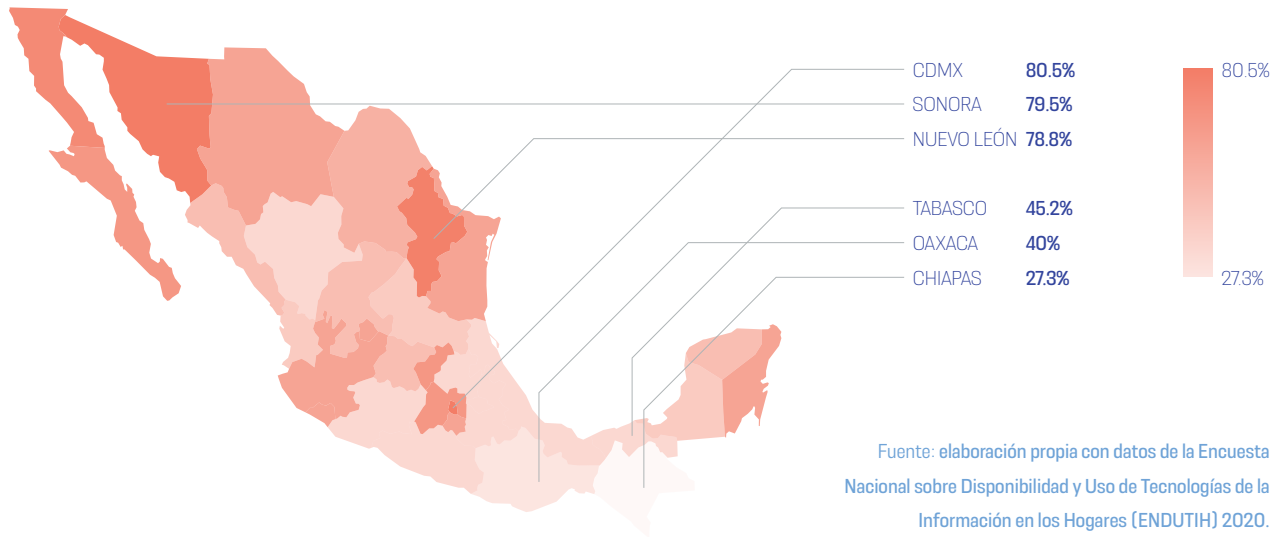 CDMX 80.5%
SONORA 79.5%
NUEVO LEÓN 78.8%
TABASCO 45.2%
OAXACA 40%
CHIAPAS 27.3%
80.5%
27.3%
Fuente: elaboración propia con datos de la Encuesta
Nacional sobre Disponibilidad y Uso de Tecnologías de la
Información en los Hogares (ENDUTIH) 2020.